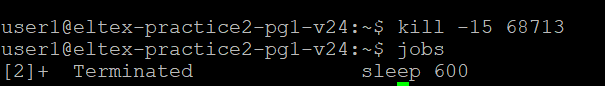 user1@eltex-practice2-pg1-v24:~$ kill -15 68713
user1@eltex-practice2-pg1-v24:~$ jobs
[2]+  Terminated              sleep 600